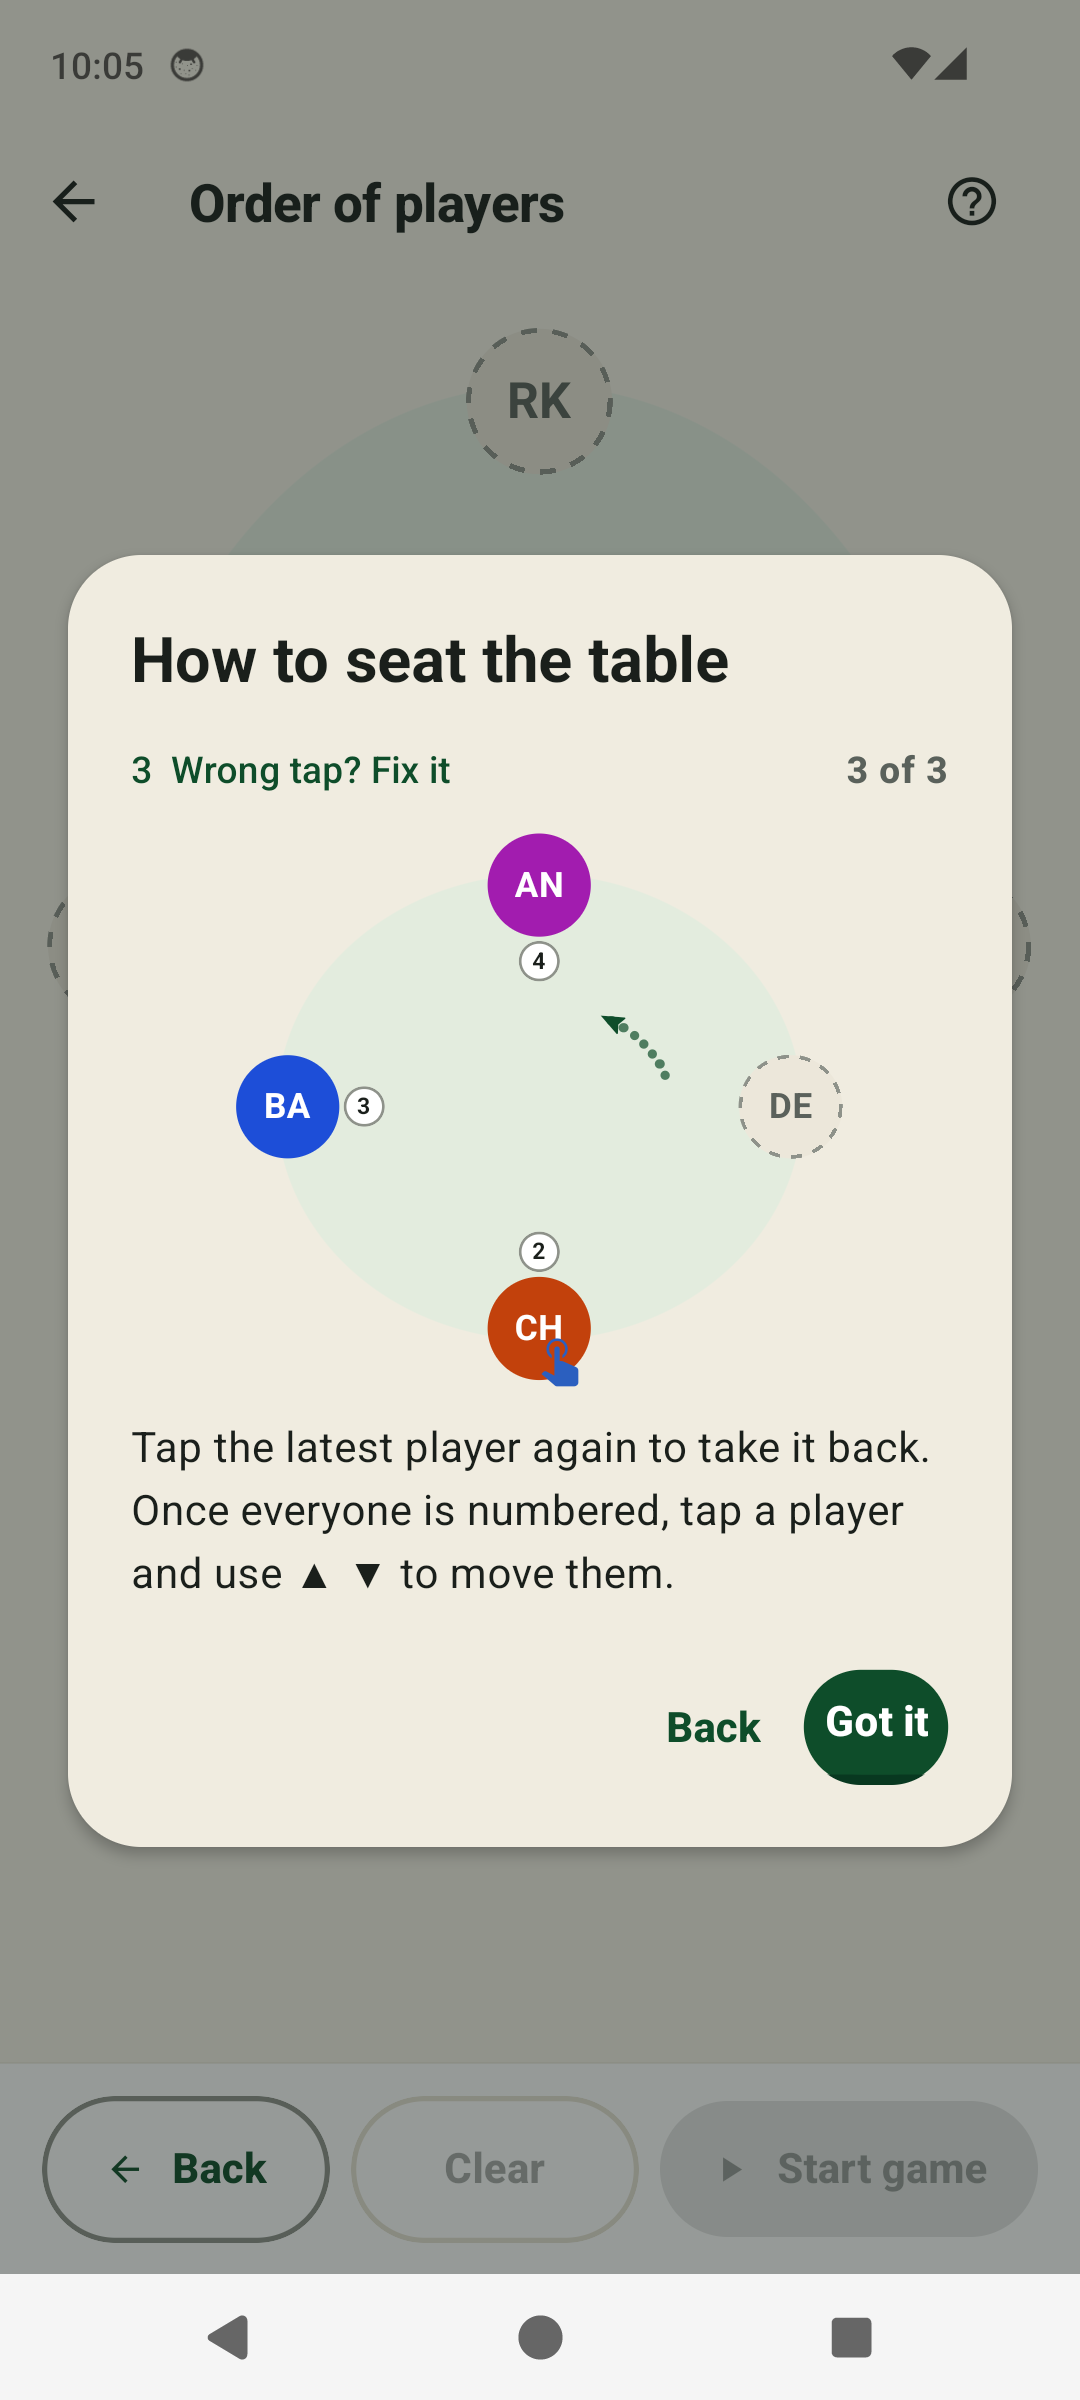 10:05
Order of players
RK
How to seat the table
3 Wrong tap? Fix it
3 of 3
AN
4
BA
3
DE
2
CH
Tap the latest player again to take it back.
Once everyone is numbered, tap a player
and use ▲ ▼ to move them.
Back
Got it
Back
Clear
Start game